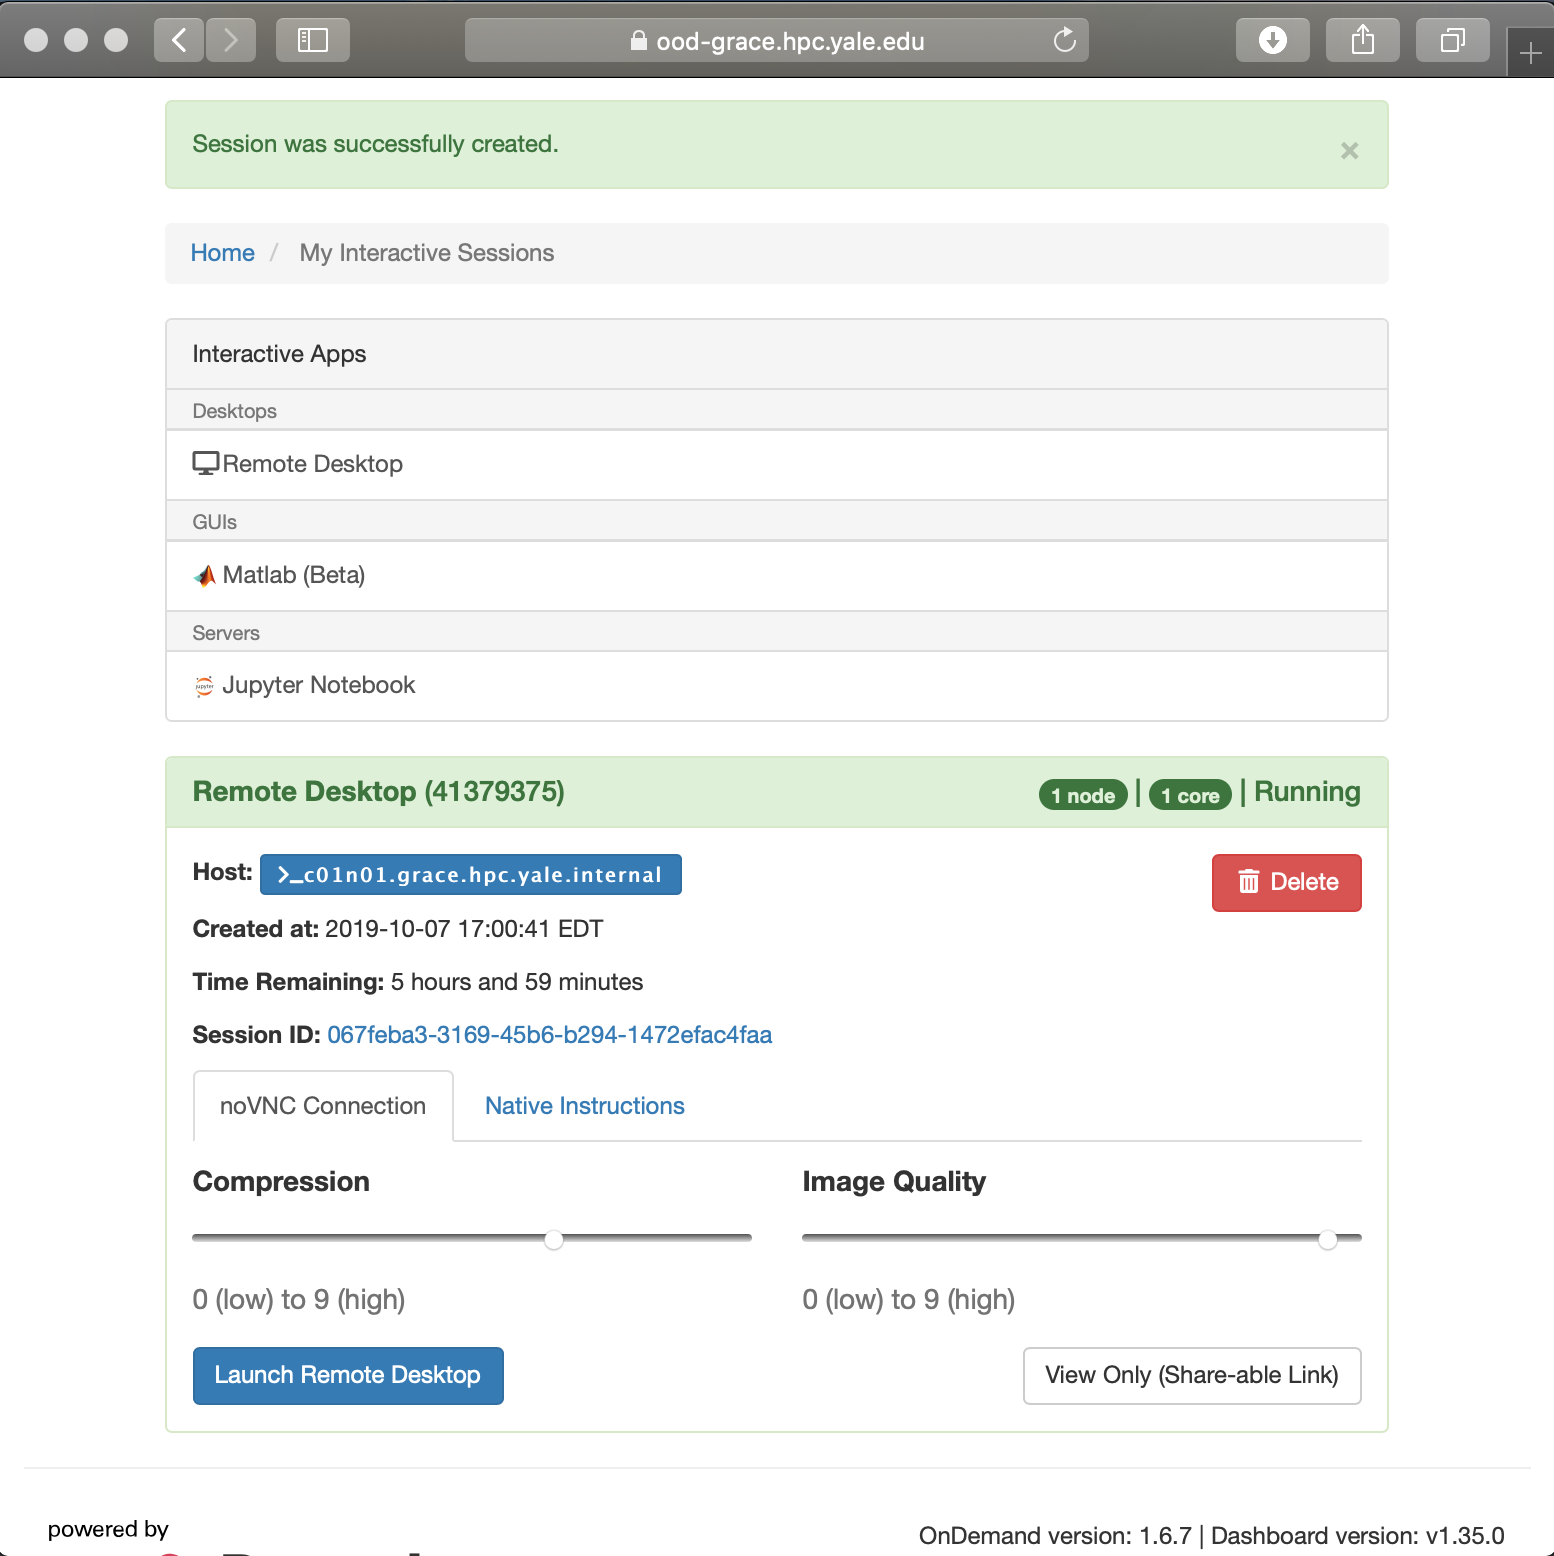 ood-grace.hpc.yale.edu
Session was successfully created.
×
Home / My Interactive Sessions
Interactive Apps
Desktops
Remote Desktop
GUIs
Matlab (Beta)
Servers
jupyter Jupyter Notebook
Remote Desktop (41379375) 1 node | 1 core | Running
Host: >_c01n01.grace.hpc.yale.internal Delete
Created at: 2019-10-07 17:00:41 EDT
Time Remaining: 5 hours and 59 minutes
Session ID: 067feba3-3169-45b6-b294-1472efac4faa
noVNC Connection Native Instructions
Compression Image Quality
0 (low) to 9 (high) 0 (low) to 9 (high)
Launch Remote Desktop View Only (Share-able Link)
powered by
OnDemand version: 1.6.7 | Dashboard version: v1.35.0